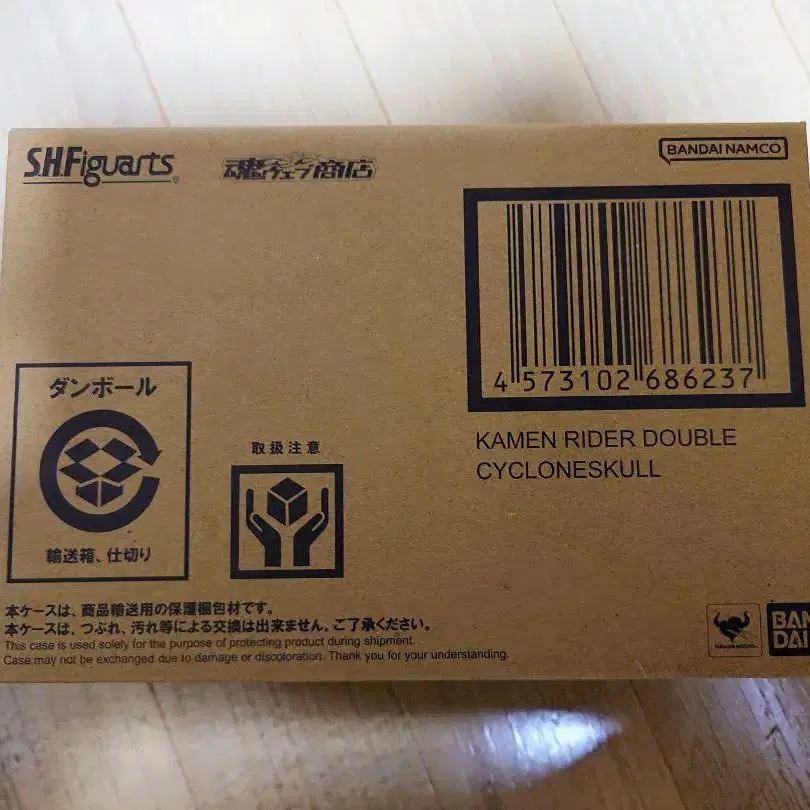 S.H.Figuarts®
魂ウェブ商店
BANDAI NAMCO
4 573102 686237
KAMEN RIDER DOUBLE
CYCLONESKULL
ダンボール
輸送箱、仕切り
取扱注意
本ケースは、商品輸送用の保護梱包材です。
本ケースは、つぶれ、汚れ等による交換は出来ません。ご了承ください。
This case is used solely for the purpose of protecting product during shipment.
Case may not be exchanged due to damage or discoloration. Thank you for your understanding.
BAN
DAI